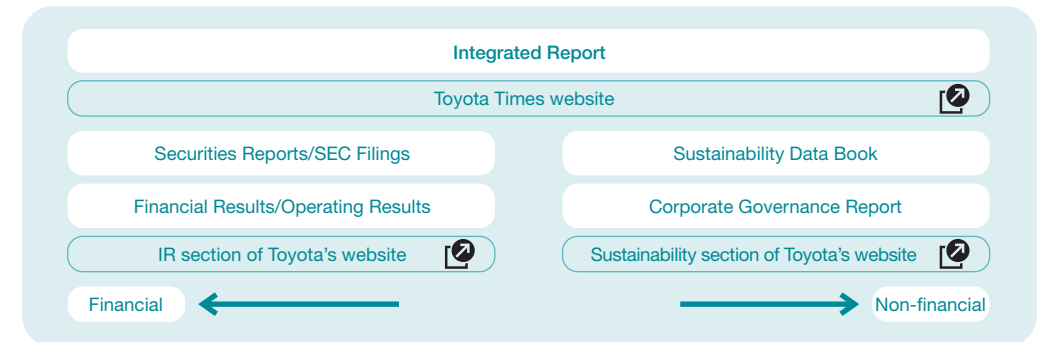 Integrated Report
Toyota Times website
Securities Reports/SEC Filings
Sustainability Data Book
Financial Results/Operating Results
Corporate Governance Report
IR section of Toyota’s website
Sustainability section of Toyota’s website
Financial
Non-financial